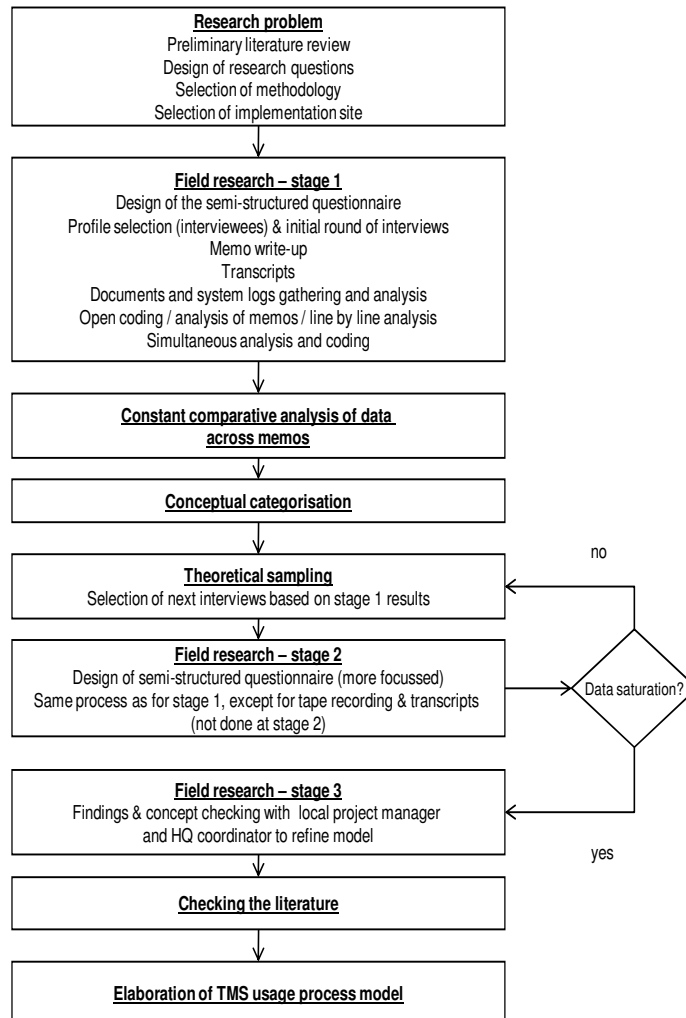 Research problem
Preliminary literature review
Design of research questions
Selection of methodology
Selection of implementation site
Field research – stage 1
Design of the semi-structured questionnaire
Profile selection (interviewees) & initial round of interviews
Memo write-up
Transcripts
Documents and system logs gathering and analysis
Open coding / analysis of memos / line by line analysis
Simultaneous analysis and coding
Constant comparative analysis of data
across memos
Conceptual categorisation
Theoretical sampling
Selection of next interviews based on stage 1 results
no
Field research – stage 2
Design of semi-structured questionnaire (more focussed)
Same process as for stage 1, except for tape recording & transcripts
(not done at stage 2)
Data saturation?
Field research – stage 3
Findings & concept checking with local project manager
and HQ coordinator to refine model
yes
Checking the literature
Elaboration of TMS usage process model